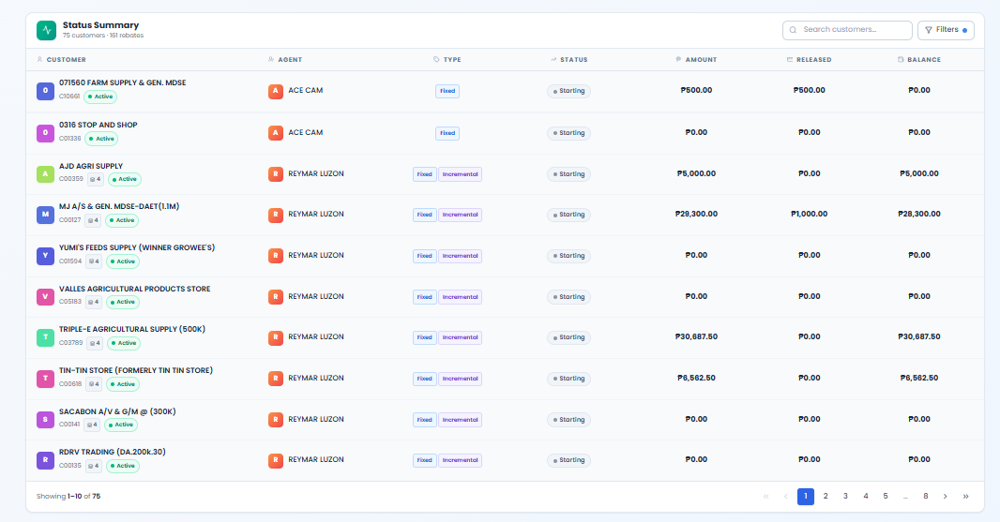 Status Summary
75 customers · 161 rebates
Search customers...
Filters
CUSTOMER AGENT TYPE STATUS AMOUNT RELEASED BALANCE
0 071560 FARM SUPPLY & GEN. MDSE
C10661 Active
A ACE CAM Fixed Starting ₱500.00 ₱500.00 ₱0.00
0 0316 STOP AND SHOP
C01336 Active
A ACE CAM Fixed Starting ₱0.00 ₱0.00 ₱0.00
A AJD AGRI SUPPLY
C00359 4 Active
R REYMAR LUZON Fixed Incremental Starting ₱5,000.00 ₱0.00 ₱5,000.00
M MJ A/S & GEN. MDSE-DAET(1.1M)
C00127 4 Active
R REYMAR LUZON Fixed Incremental Starting ₱29,300.00 ₱1,000.00 ₱28,300.00
Y YUMI'S FEEDS SUPPLY (WINNER GROWEE'S)
C01594 4 Active
R REYMAR LUZON Fixed Incremental Starting ₱0.00 ₱0.00 ₱0.00
V VALLES AGRICULTURAL PRODUCTS STORE
C05183 4 Active
R REYMAR LUZON Fixed Incremental Starting ₱0.00 ₱0.00 ₱0.00
T TRIPLE-E AGRICULTURAL SUPPLY (500K)
C03789 4 Active
R REYMAR LUZON Fixed Incremental Starting ₱30,687.50 ₱0.00 ₱30,687.50
T TIN-TIN STORE (FORMERLY TIN TIN STORE)
C00618 4 Active
R REYMAR LUZON Fixed Incremental Starting ₱6,562.50 ₱0.00 ₱6,562.50
S SACABON A/V & G/M @ (300K)
C00141 4 Active
R REYMAR LUZON Fixed Incremental Starting ₱0.00 ₱0.00 ₱0.00
R RDRV TRADING (DA.200k.30)
C00135 4 Active
R REYMAR LUZON Fixed Incremental Starting ₱0.00 ₱0.00 ₱0.00
Showing 1–10 of 75
« ‹ 1 2 3 4 5 ... 8 › »